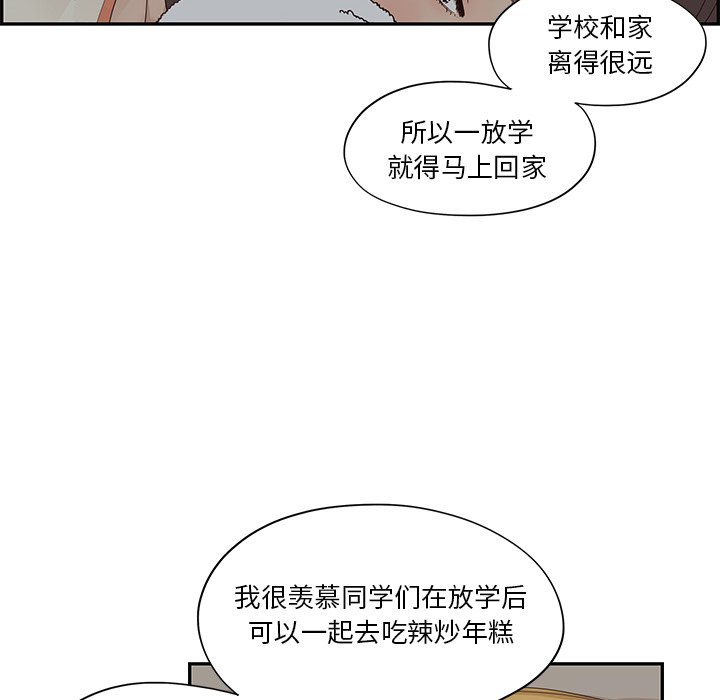 学校和家
离得很远
所以一放学
就得马上回家
我很羡慕同学们在放学后
可以一起去吃辣炒年糕